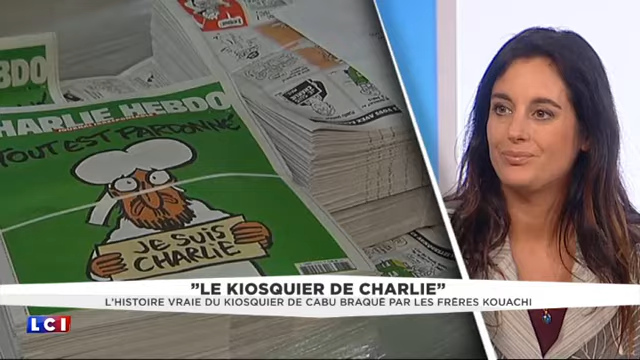 HEBDO
CHARLIE HEBDO
TOUT EST PARDONNÉ
JE SUIS
CHARLIE
"LE KIOSQUIER DE CHARLIE"
L'HISTOIRE VRAIE DU KIOSQUIER DE CABU BRAQUÉ PAR LES FRÈRES KOUACHI
LCI